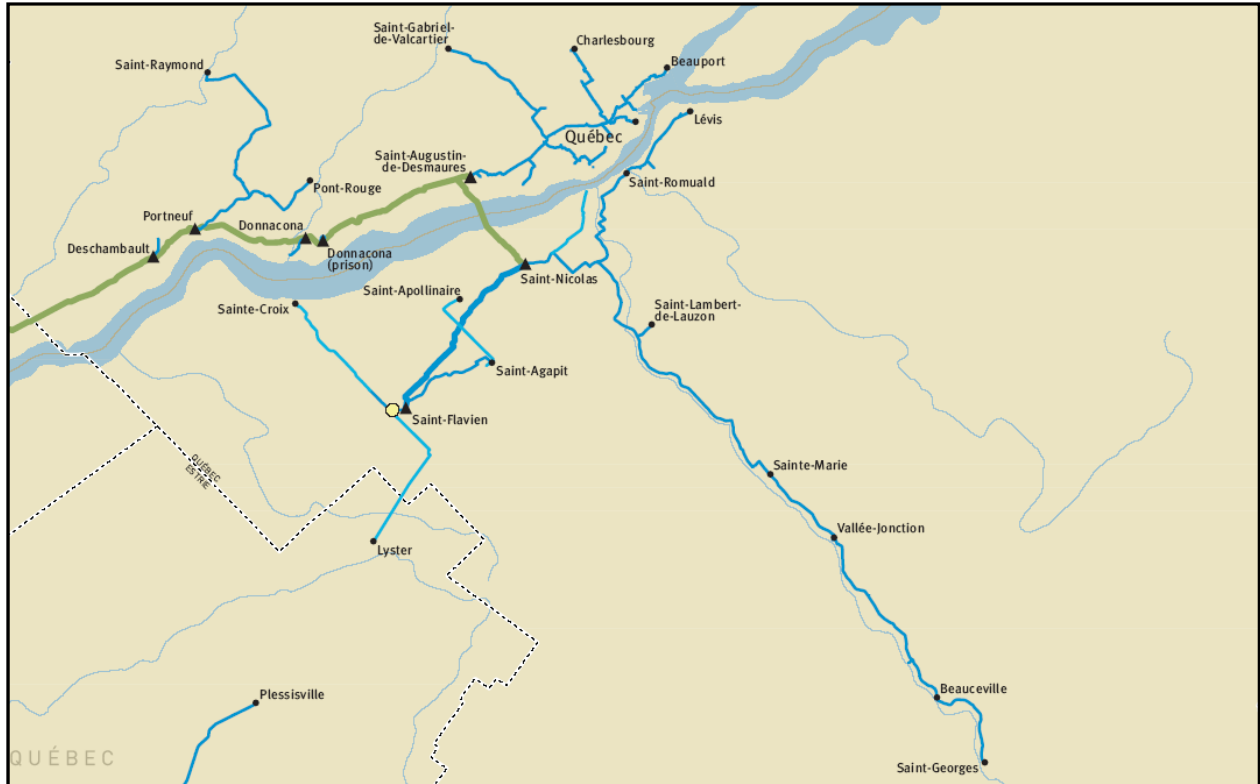 Saint-Gabriel-
de-Valcartier
Charlesbourg
Beauport
Saint-Raymond
Lévis
Québec
Saint-Augustin-
de-Desmaures
Saint-Romuald
Pont-Rouge
Portneuf
Donnacona
Deschambault
Donnacona
(prison)
Saint-Nicolas
Saint-Apollinaire
Sainte-Croix
Saint-Lambert-
de-Lauzon
Saint-Agapit
Saint-Flavien
QUÉBEC
ESTRIE
Sainte-Marie
Vallée-Jonction
Lyster
Plessisville
Beauceville
QUÉBEC
Saint-Georges